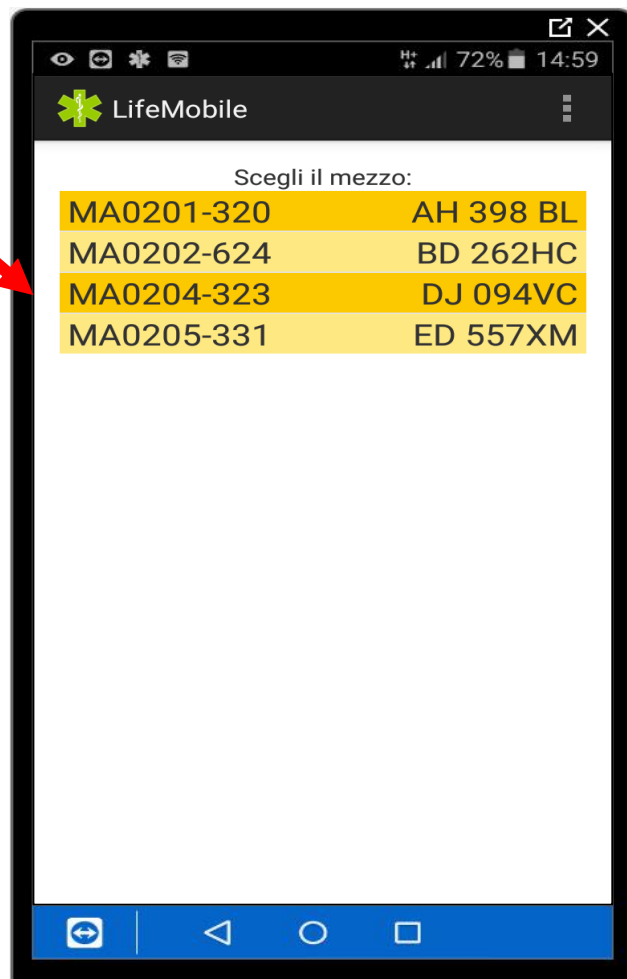 H+ 72% 14:59
LifeMobile
Scegli il mezzo:
MA0201-320 AH 398 BL
MA0202-624 BD 262HC
MA0204-323 DJ 094VC
MA0205-331 ED 557XM